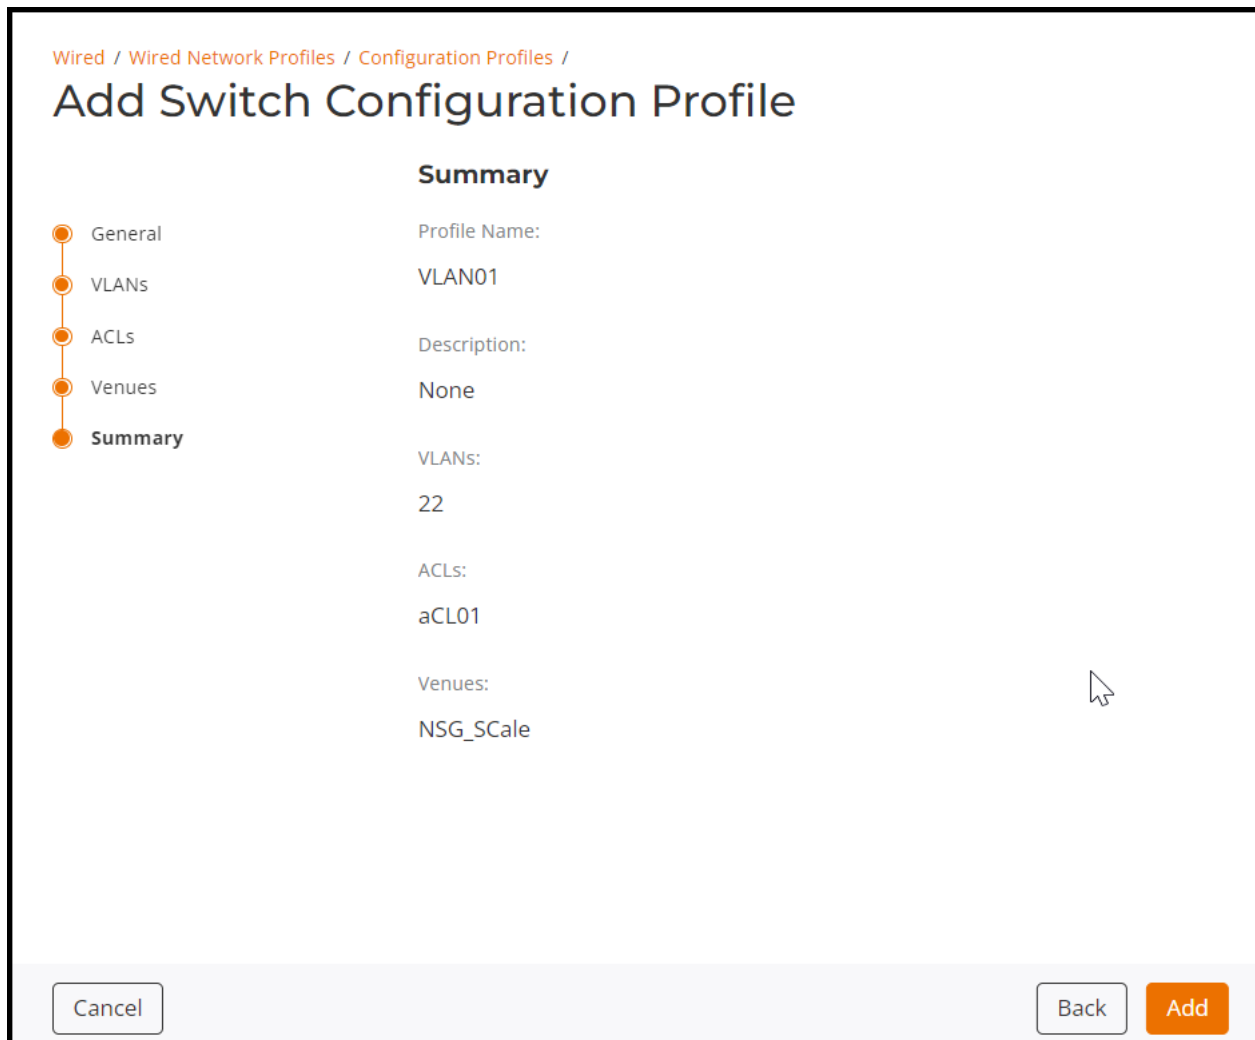 Wired / Wired Network Profiles / Configuration Profiles /
Add Switch Configuration Profile
General
VLANs
ACLs
Venues
Summary
Summary
Profile Name:
VLAN01
Description:
None
VLANs:
22
ACLs:
aCL01
Venues:
NSG_SCale
Cancel
Back
Add